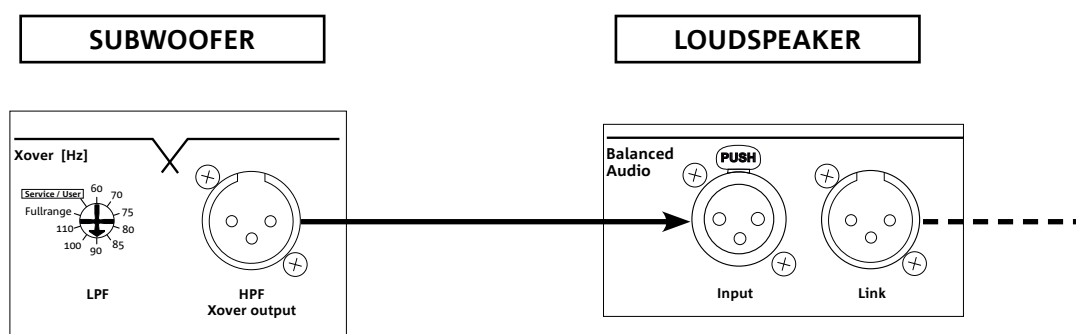 SUBWOOFER
LOUDSPEAKER
Xover [Hz]
Service / User
60
70
Fullrange
75
110
80
100
90
85
LPF
HPF
Xover output
Balanced
Audio
PUSH
Input
Link